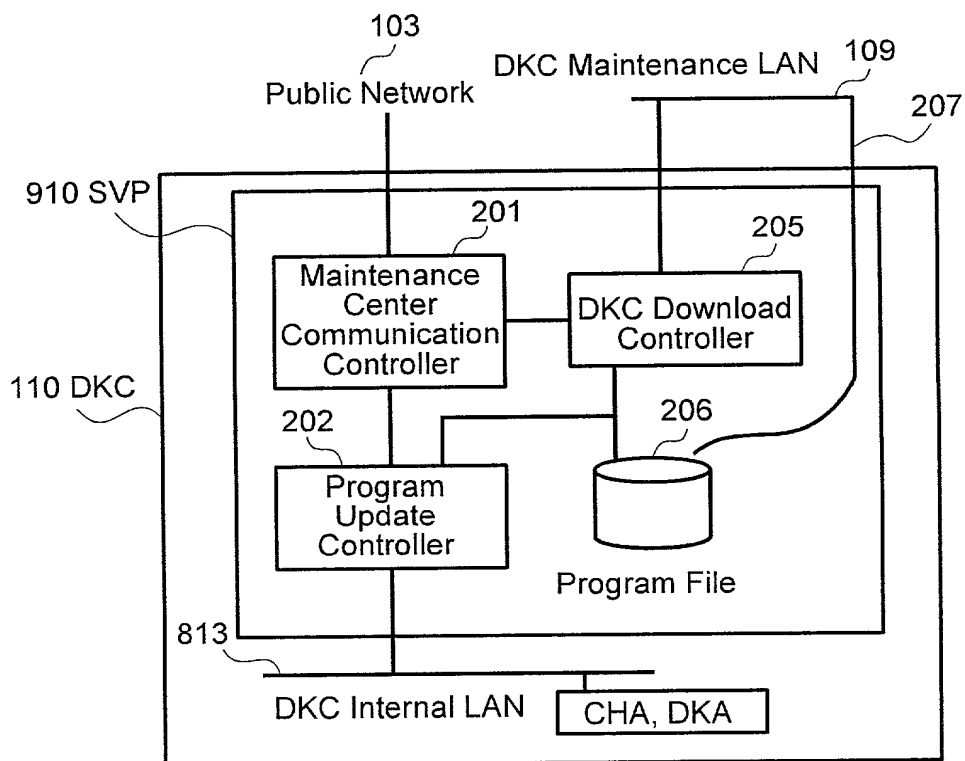 103
Public Network
DKC Maintenance LAN
109
207
910 SVP
201
205
Maintenance
Center
Communication
Controller
DKC Download
Controller
110 DKC
202
206
Program
Update
Controller
Program File
813
DKC Internal LAN
CHA, DKA